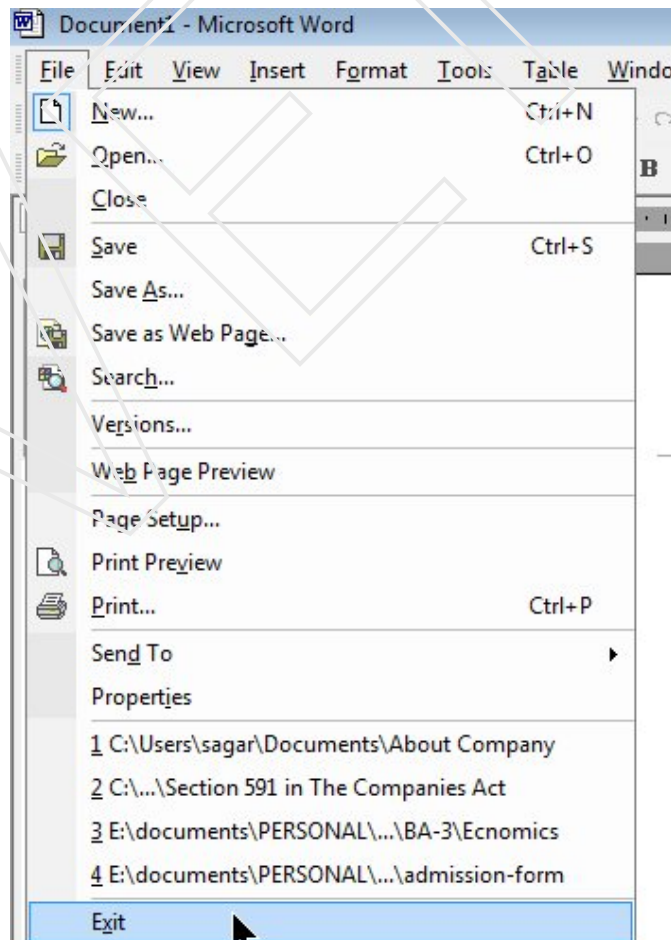 Document1 - Microsoft Word
File Edit View Insert Format Tools Table Windo
New... Ctrl+N
Open... Ctrl+O
B
Close
Save Ctrl+S
Save As...
Save as Web Page...
Search...
Versions...
Web Page Preview
Page Setup...
Print Preview
Print... Ctrl+P
Send To
Properties
1 C:\Users\sagar\Documents\About Company
2 C:\...\Section 591 in The Companies Act
3 E:\documents\PERSONAL\...\BA-3\Ecnomics
4 E:\documents\PERSONAL\...\admission-form
Exit